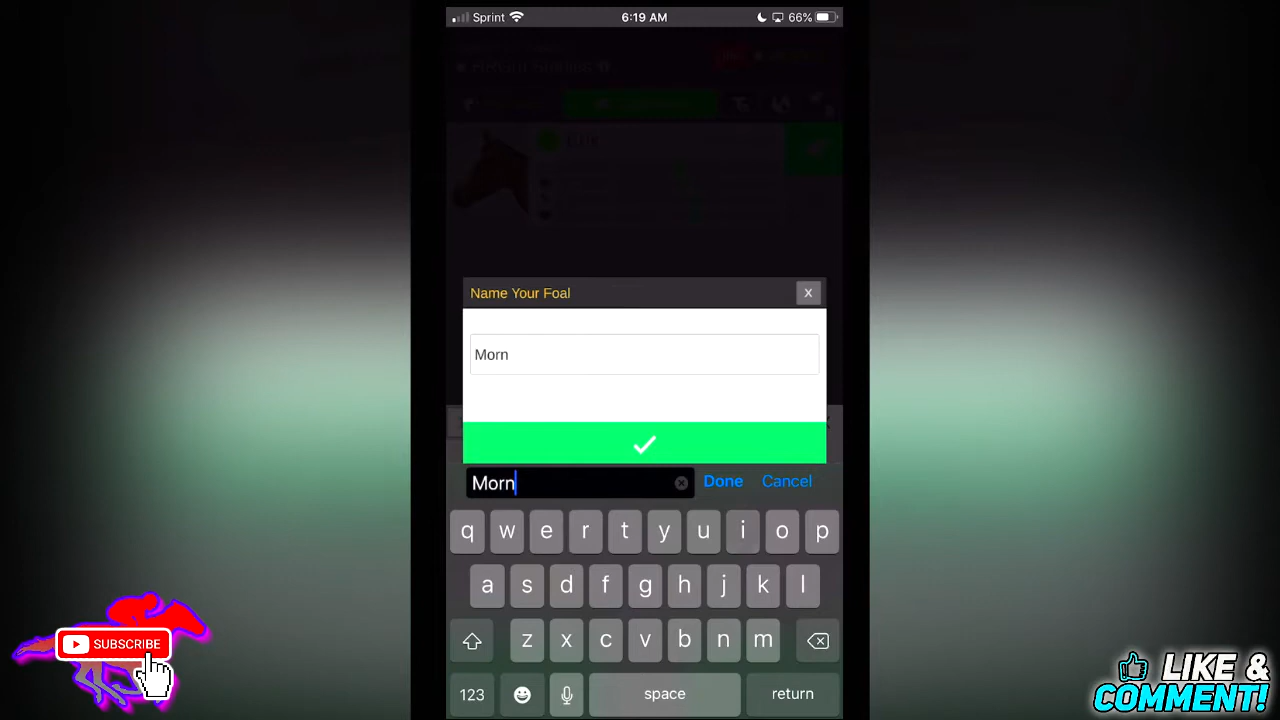 Sprint
6:19 AM
66%
Name Your Foal
X
Morn
Morn
Done
Cancel
q w e r t y u i o p
a s d f g h j k l
z x c v b n m
123
space
return
SUBSCRIBE
LIKE &
COMMENT!